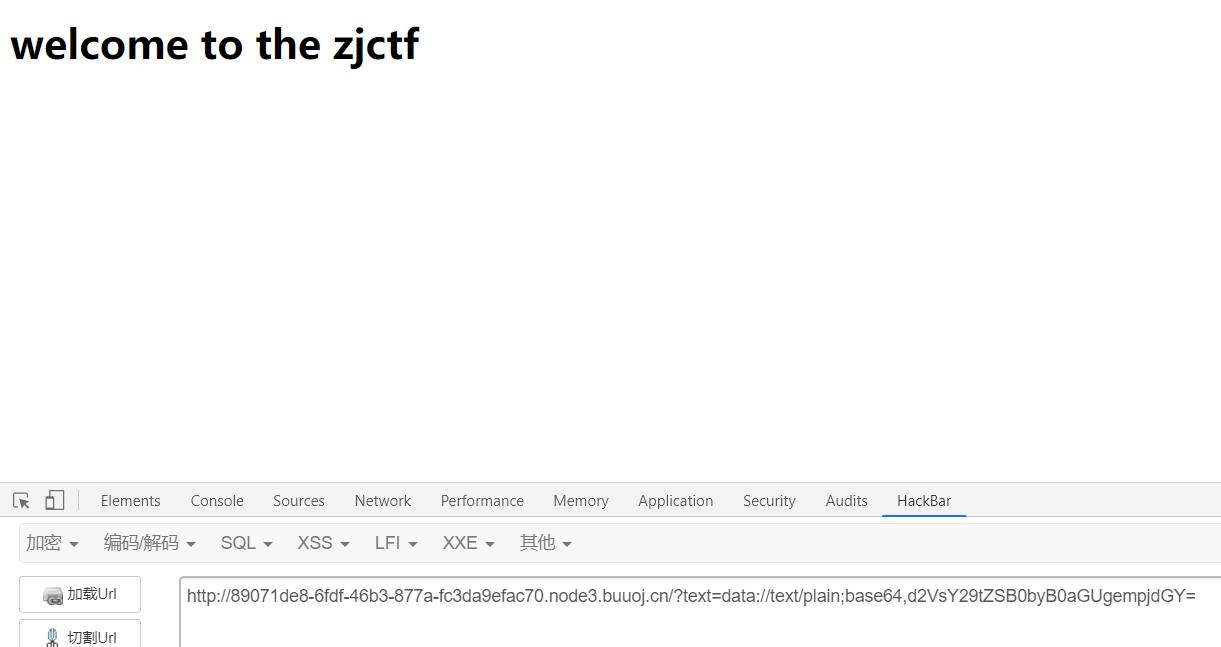 welcome to the zjctf
Elements Console Sources Network Performance Memory Application Security Audits HackBar
加密 编码/解码 SQL XSS LFI XXE 其他
加载Url
http://89071de8-6fdf-46b3-877a-fc3da9efac70.node3.buuoj.cn/?text=data://text/plain;base64,d2VsY29tZSB0byB0aGUgempjdGY=
切割Url